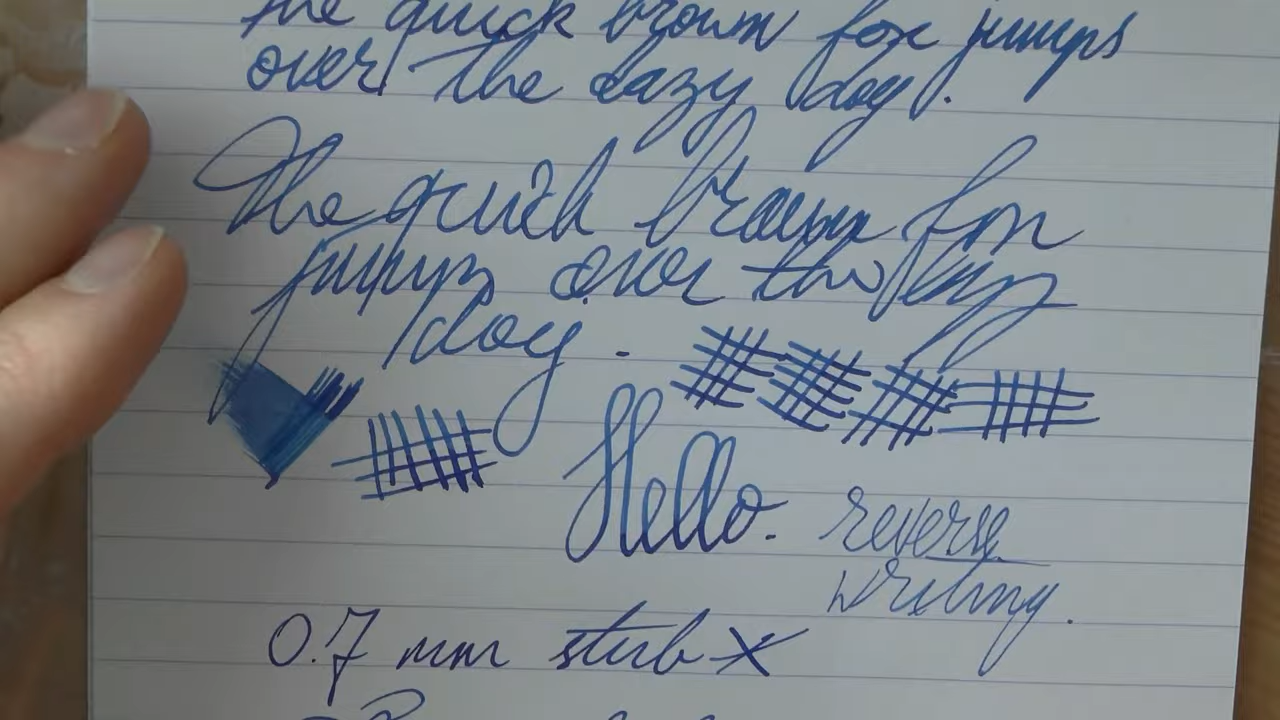 the quick brown fox jumps
over the lazy dog.
The quick brown fox
jumps over the lazy
dog.
Hello.
reverse
writing.
0.7 mm stub X